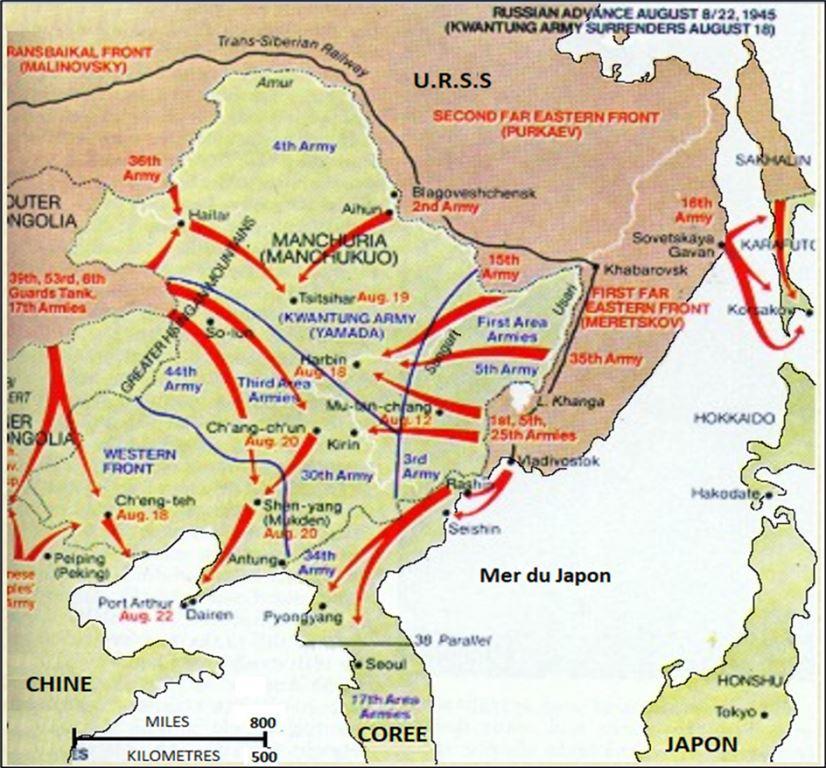 RUSSIAN ADVANCE AUGUST 8/22, 1945
(KWANTUNG ARMY SURRENDERS AUGUST 18)
RANSBAIKAL FRONT
(MALINOVSKY)
Trans-Siberian Railway
U.R.S.S
Amur
SECOND FAR EASTERN FRONT
(PURKAEV)
4th Army
36th
Army
SAKHALIN
OUTER
ONGOLIA
Hailar
Aihun
Blagoveshchensk
2nd Army
16th
Army
Sovetskaya
Gavan
KARAFUTO
MANCHURIA
(MANCHUKUO)
15th
Army
Khabarovsk
39th, 53rd, 6th
Guards Tank,
17th Armies
GREATER HSINGAN MOUNTAINS
Tsitsihar Aug. 19
Ussuri
FIRST FAR
EASTERN FRONT
(MERETSKOV)
Korsakov
So-lun
(KWANTUNG ARMY
(YAMADA)
First Area
Armies
Sungari
Harbin
Aug. 18
5th Army
35th Army
44th
Army
Third Area
Armies
Mu-tan-chiang
Aug. 12
L. Khanga
1st, 5th,
25th Armies
HOKKAIDO
ERT
ER
NGOLIA
Ch'ang-ch'un
Aug. 20
Kirin
WESTERN
FRONT
30th Army
3rd
Army
Vladivostok
Rashin
Hakodate
Ch'eng-teh
Aug. 18
Shen-yang
(Mukden)
Aug. 20
Seishin
Peiping
(Peking)
Antung
34th
Army
Mer du Japon
nese
ples'
Army
Port Arthur
Aug. 22
Dairen
Pyongyang
38 Parallel
Seoul
CHINE
HONSHU
17th Area
Armies
Tokyo
MILES 800
KILOMETRES 500
ES
COREE
JAPON